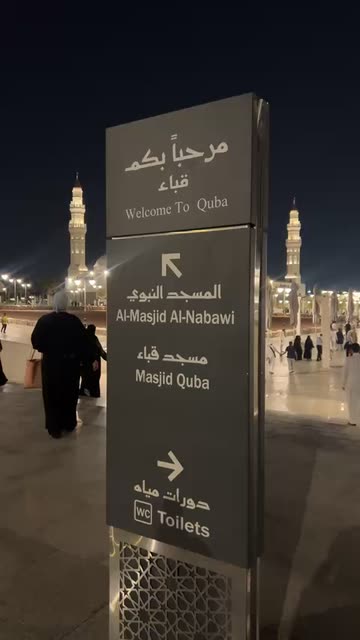 مرحباً بكم
قباء
Welcome To Quba
المسجد النبوي
Al-Masjid Al-Nabawi
مسجد قباء
Masjid Quba
دورات مياه
WC Toilets